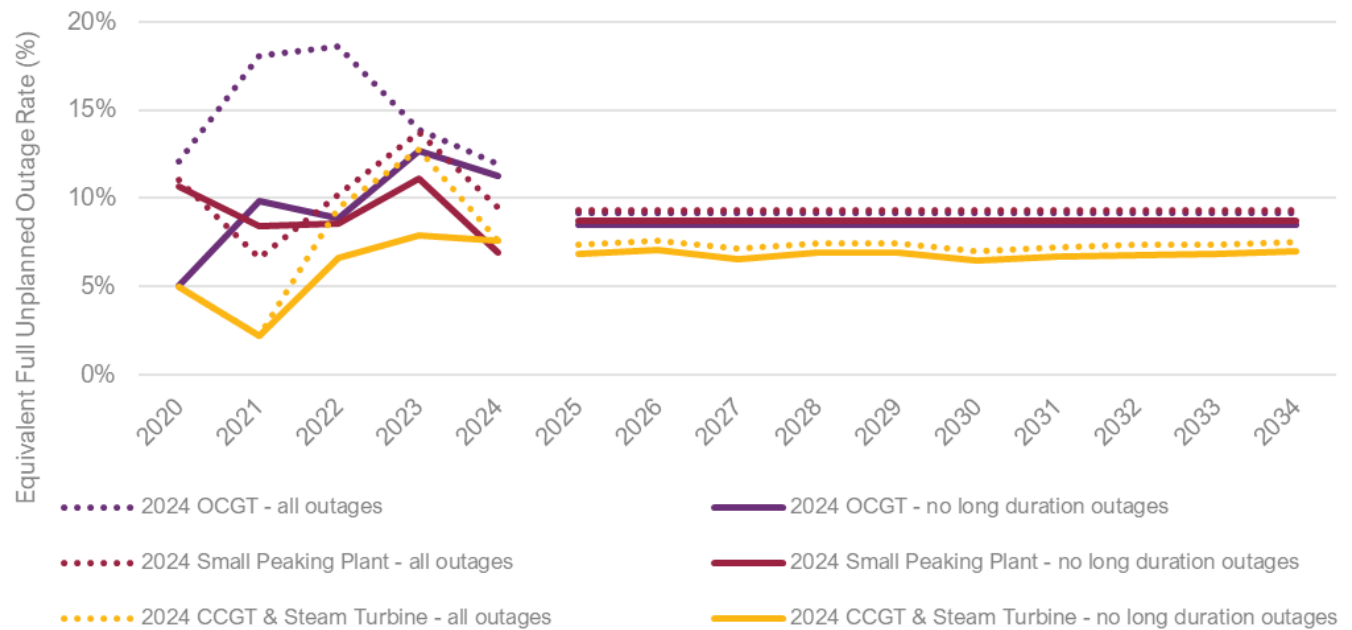 Equivalent Full Unplanned Outage Rate (%)
20%
15%
10%
5%
0%
2020
2021
2022
2023
2024
2025
2026
2027
2028
2029
2030
2031
2032
2033
2034
2024 OCGT - all outages
2024 OCGT - no long duration outages
2024 Small Peaking Plant - all outages
2024 Small Peaking Plant - no long duration outages
2024 CCGT & Steam Turbine - all outages
2024 CCGT & Steam Turbine - no long duration outages